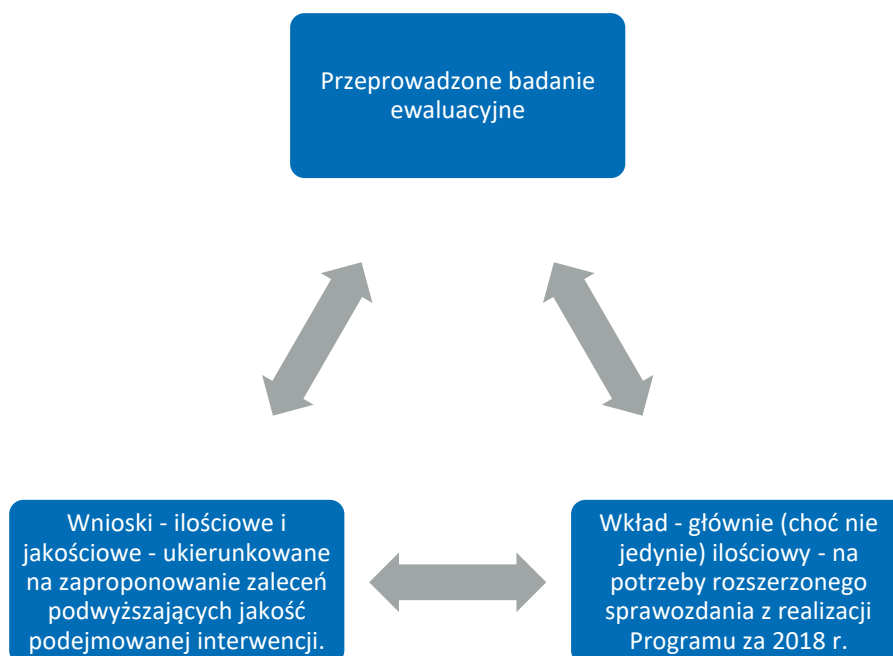 Przeprowadzone badanie
ewaluacyjne
Wnioski - ilościowe i
jakościowe - ukierunkowane
na zaproponowanie zaleceń
podwyższających jakość
podejmowanej interwencji.
Wkład - głównie (choć nie
jedynie) ilościowy - na
potrzeby rozszerzonego
sprawozdania z realizacji
Programu za 2018 r.